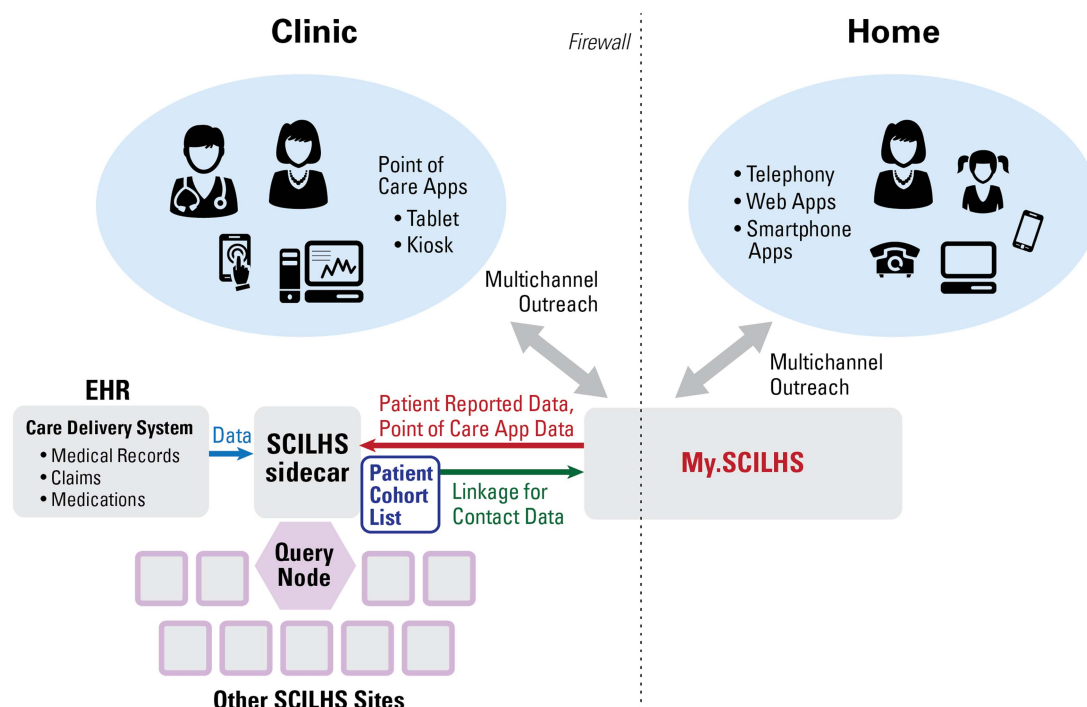 Clinic
Firewall
Home
Point of
Care Apps
• Tablet
• Kiosk
• Telephony
• Web Apps
• Smartphone
Apps
Multichannel
Outreach
Multichannel
Outreach
EHR
Care Delivery System
• Medical Records
• Claims
• Medications
Data
SCILHS
sidecar
Patient Reported Data,
Point of Care App Data
Patient
Cohort
List
Linkage for
Contact Data
My.SCILHS
Query
Node
Other SCILHS Sites